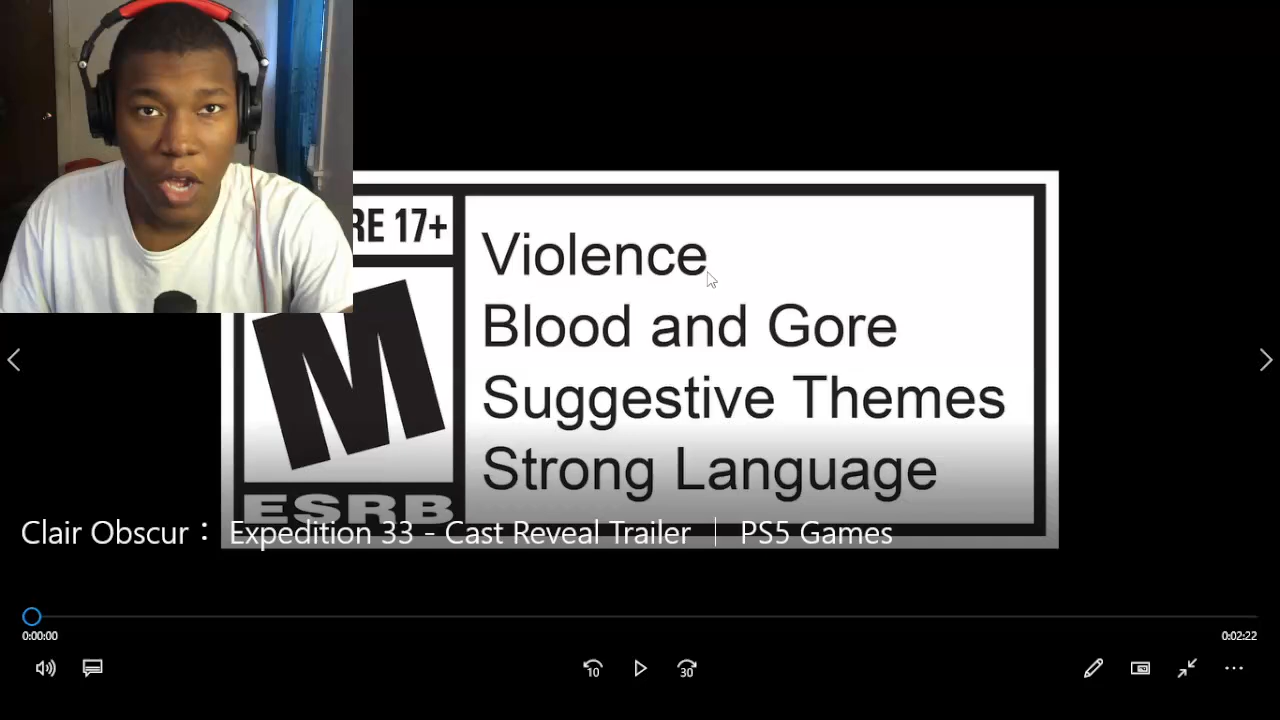 RE 17+
Violence
Blood and Gore
Suggestive Themes
Strong Language
M
ESRB
Clair Obscur： Expedition 33 - Cast Reveal Trailer ｜ PS5 Games
0:00:00
0:02:22
10
30